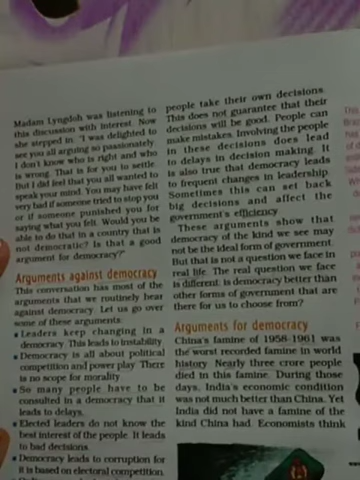 Madam Lyngdoh was listening to
this discussion with interest. Now
she stepped in. "I was delighted to
see you all arguing so passionately.
I don't know who is right and who
is wrong. That is for you to settle.
But I did feel that you all wanted to
speak your mind. You may have felt
very bad if someone tried to stop you
or if someone punished you for
saying what you felt. Would you be
able to do that in a country that is
not democratic? Is that a good
argument for democracy?"
Arguments against democracy
This conversation has most of the
arguments that we routinely hear
against democracy. Let us go over
some of these arguments:
Leaders keep changing in a
democracy. This leads to instability.
Democracy is all about political
competition and power play. There
is no scope for morality.
So many people have to be
consulted in a democracy that it
leads to delays.
Elected leaders do not know the
best interest of the people. It leads
to bad decisions.
Democracy leads to corruption for
it is based on electoral competition.
people take their own decisions.
This does not guarantee that their
decisions will be good. People can
make mistakes. Involving the people
in these decisions does lead
to delays in decision making. It
is also true that democracy leads
to frequent changes in leadership.
Sometimes this can set back
big decisions and affect the
government's efficiency.
These arguments show that
democracy of the kind we see may
not be the ideal form of government.
But that is not a question we face in
real life. The real question we face
is different: is democracy better than
other forms of government that are
there for us to choose from?
Arguments for democracy
China's famine of 1958-1961 was
the worst recorded famine in world
history. Nearly three crore people
died in this famine. During those
days, India's economic condition
was not much better than China. Yet
India did not have a famine of the
kind China had. Economists think